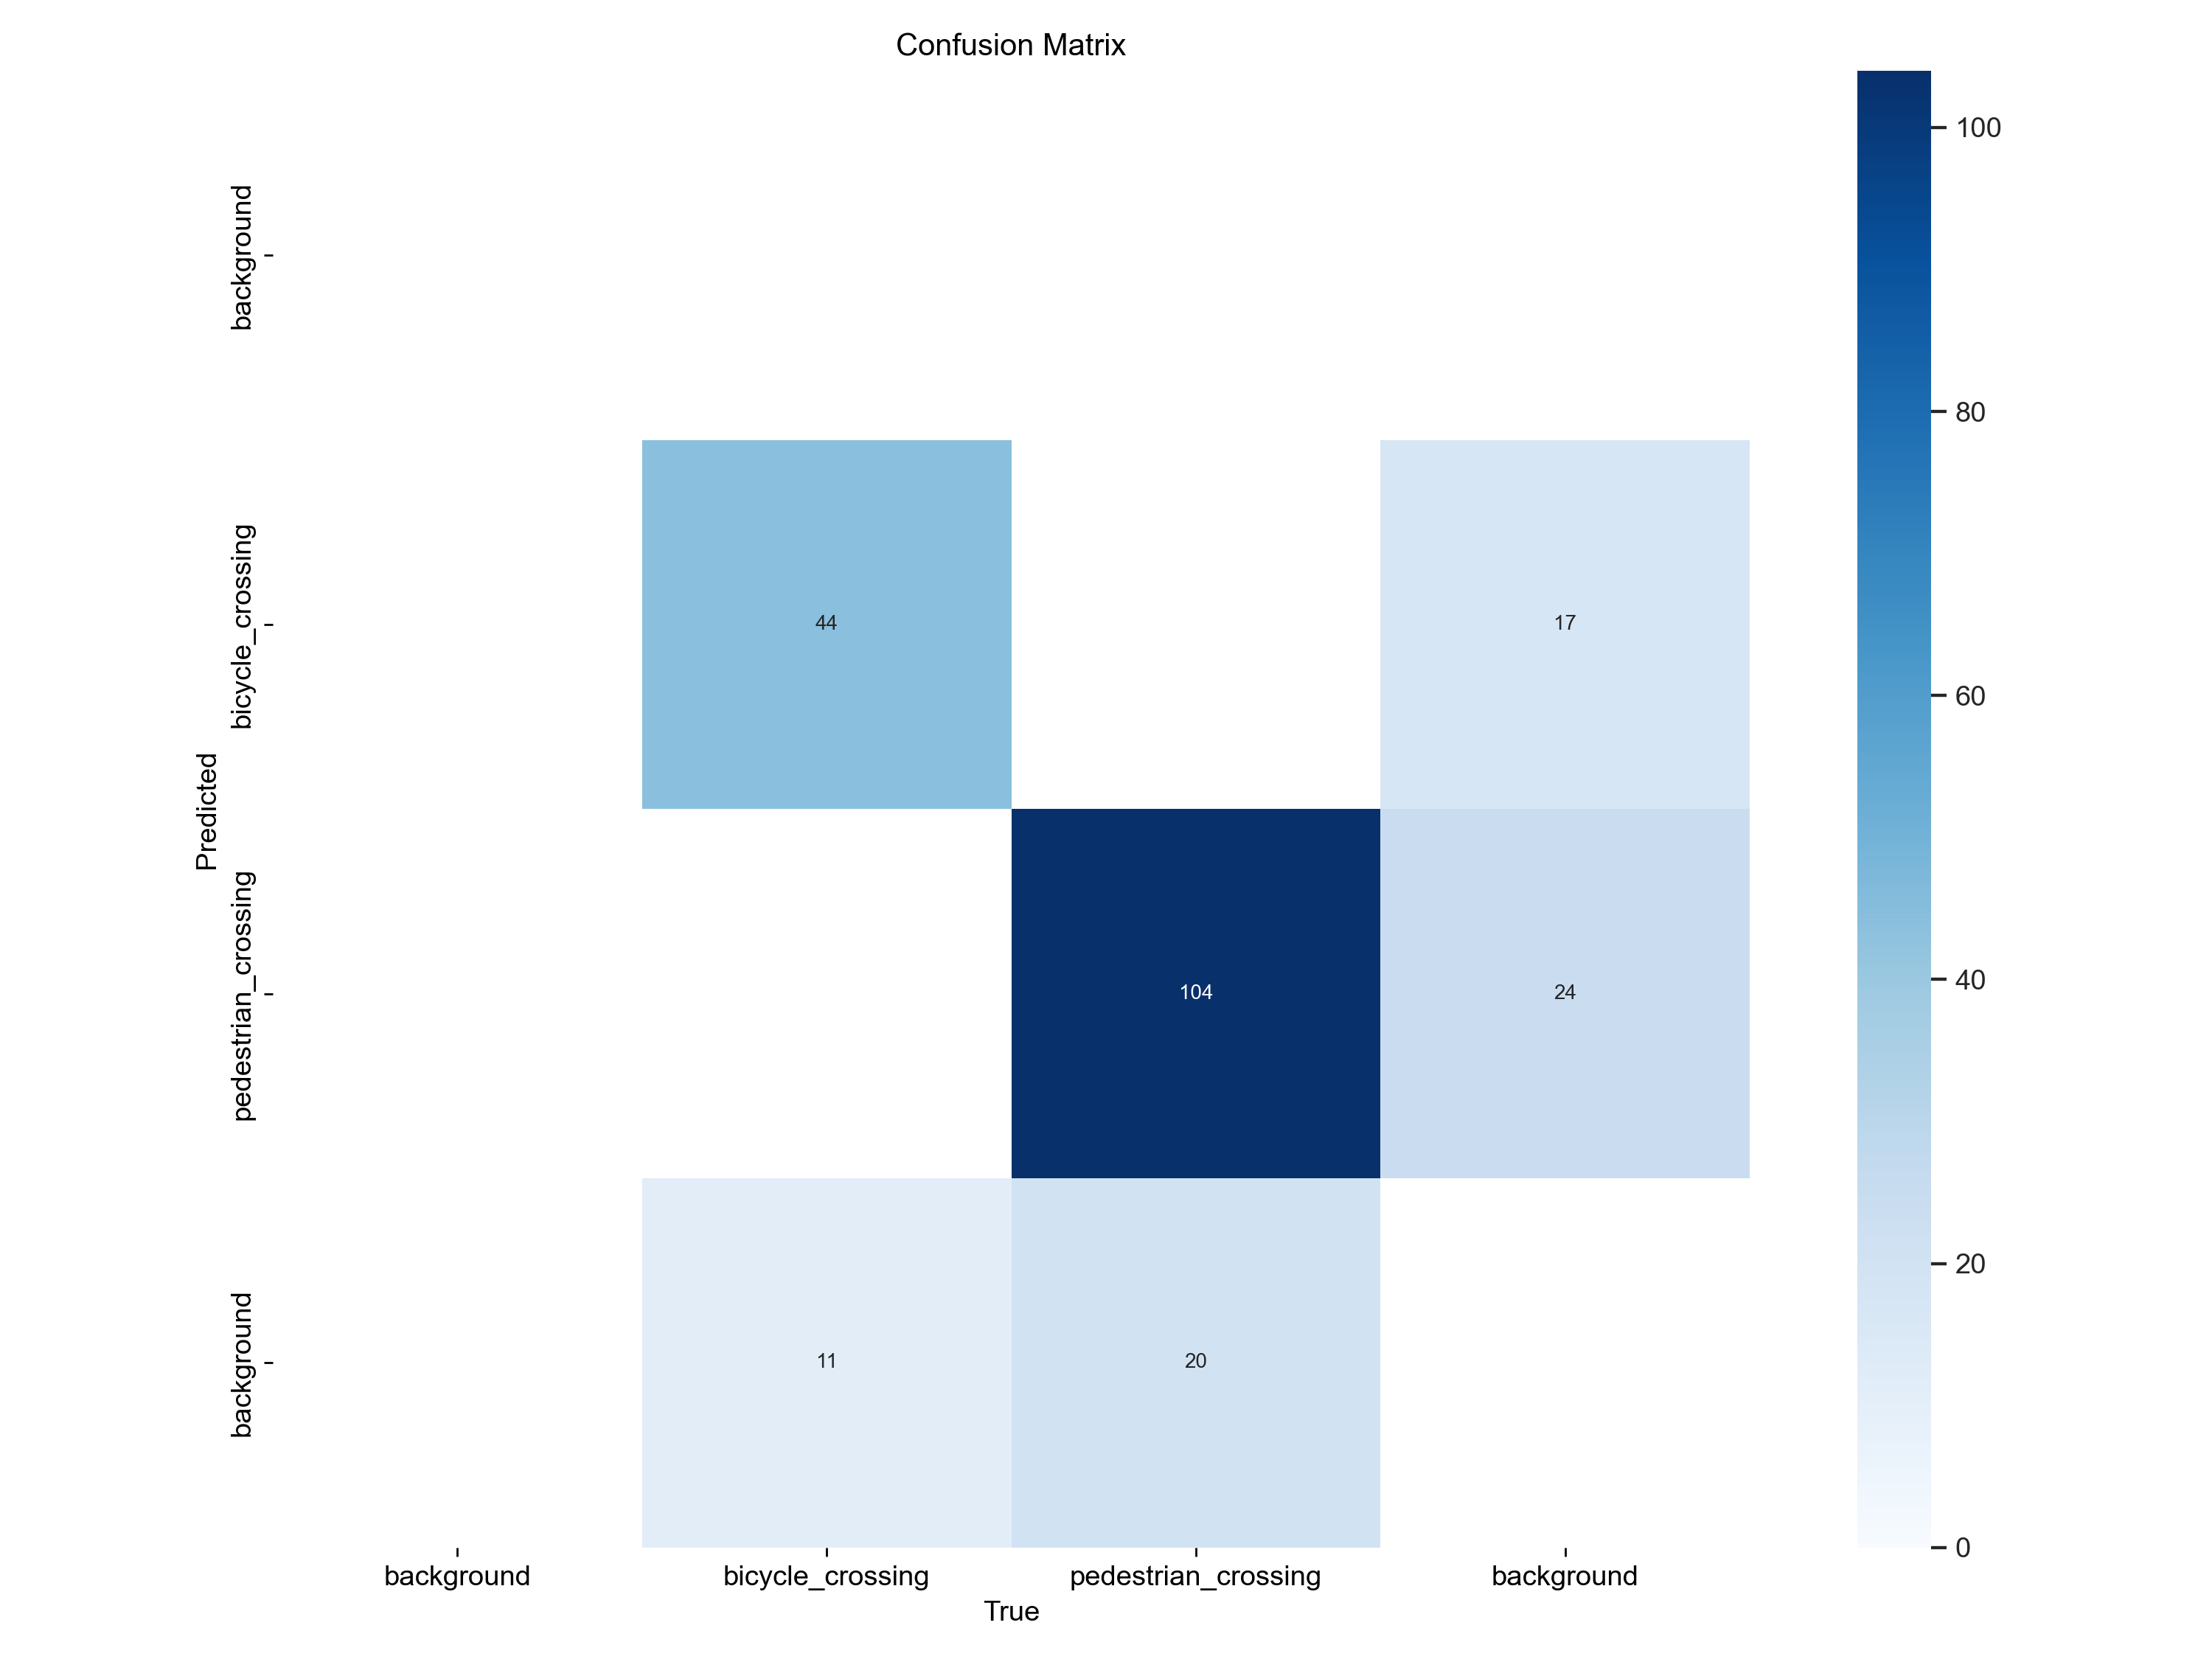 Confusion Matrix
background
bicycle_crossing
pedestrian_crossing
background
Predicted
44
17
104
24
11
20
background
bicycle_crossing
pedestrian_crossing
background
True
100
80
60
40
20
0